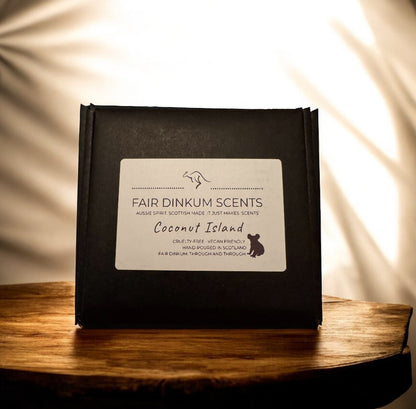 FAIR DINKUM SCENTS
AUSSIE SPIRIT. SCOTTISH MADE. IT JUST MAKES 'SCENTS'
Coconut Island
CRUELTY-FREE · VEGAN FRIENDLY
HAND POURED IN SCOTLAND
FAIR DINKUM, THROUGH AND THROUGH